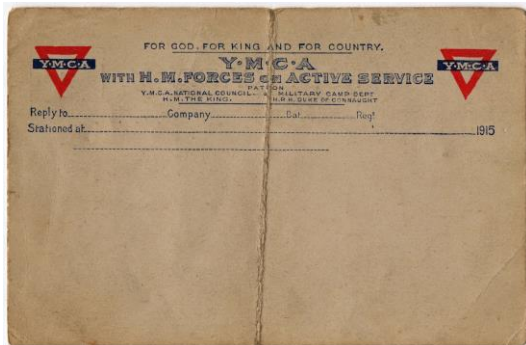 FOR GOD. FOR KING AND FOR COUNTRY.
Y·M·C·A
Y·M·C·A
Y·M·C·A
WITH H.M. FORCES ON ACTIVE SERVICE
PATRON
Y.M.C.A. NATIONAL COUNCIL. MILITARY CAMP DEPT
H.M. THE KING. H.R.H. DUKE OF CONNAUGHT
Reply to Company Bat. Regt
Stationed at 1915